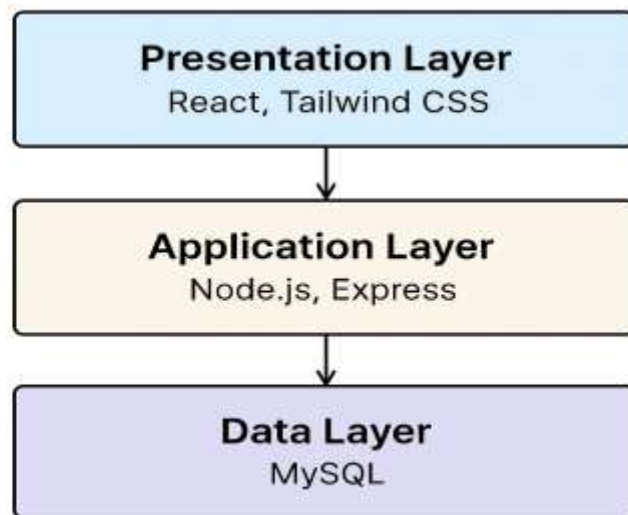 Presentation Layer
React, Tailwind CSS
Application Layer
Node.js, Express
Data Layer
MySQL